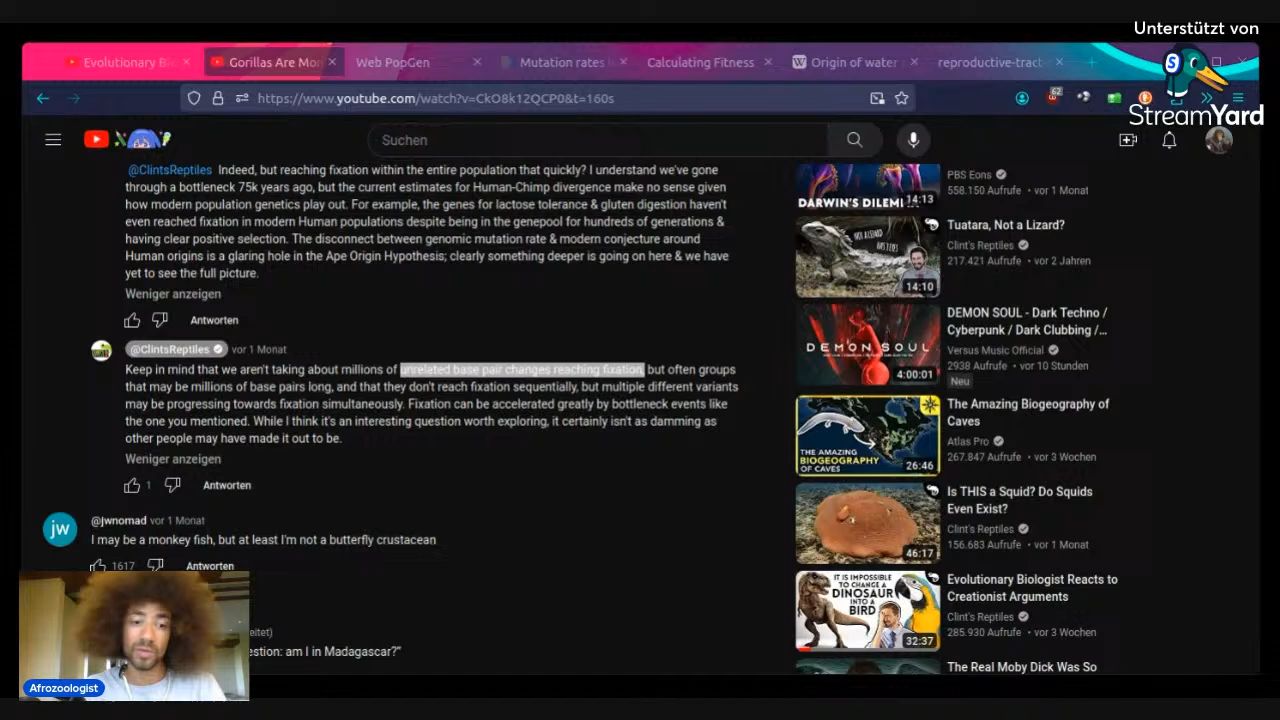 Unterstützt von
StreamYard
Evolutionary Bi
Gorillas Are Mon
Web PopGen
Mutation rates i
Calculating Fitness
Origin of water
reproductive-tract
https://www.youtube.com/watch?v=CkO8k12QCP0&t=160s
62
Suchen
@ClintsReptiles Indeed, but reaching fixation within the entire population that quickly? I understand we've gone
through a bottleneck 75k years ago, but the current estimates for Human-Chimp divergence make no sense given
how modern population genetics play out. For example, the genes for lactose tolerance & gluten digestion haven't
even reached fixation in modern Human populations despite being in the genepool for hundreds of generations &
having clear positive selection. The disconnect between genomic mutation rate & modern conjecture around
Human origins is a glaring hole in the Ape Origin Hypothesis; clearly something deeper is going on here & we have
yet to see the full picture.
Weniger anzeigen
Antworten
@ClintsReptiles vor 1 Monat
Keep in mind that we aren't taking about millions of unrelated base pair changes reaching fixation, but often groups
that may be millions of base pairs long, and that they don't reach fixation sequentially, but multiple different variants
may be progressing towards fixation simultaneously. Fixation can be accelerated greatly by bottleneck events like
the one you mentioned. While I think it's an interesting question worth exploring, it certainly isn't as damming as
other people may have made it out to be.
Weniger anzeigen
1
Antworten
jw
@jwnomad vor 1 Monat
I may be a monkey fish, but at least I'm not a butterfly crustacean
1617
Antworten
eitet)
estion: am I in Madagascar?"
Afrozoologist
DARWIN'S DILEM
14:13
PBS Eons
558.150 Aufrufe • vor 1 Monat
14:10
Tuatara, Not a Lizard?
Clint's Reptiles
217.421 Aufrufe • vor 2 Jahren
DEMON SOUL
4:00:01
DEMON SOUL - Dark Techno /
Cyberpunk / Dark Clubbing /...
Versus Music Official
2938 Aufrufe • vor 10 Stunden
Neu
AMAZING
BIOGEOGRAPHY
OF CAVES
26:46
The Amazing Biogeography of
Caves
Atlas Pro
267.847 Aufrufe • vor 3 Wochen
46:17
Is THIS a Squid? Do Squids
Even Exist?
Clint's Reptiles
156.683 Aufrufe • vor 1 Monat
IT IS IMPOSSIBLE
TO CHANGE A
DINOSAUR
INTO A
BIRD
32:37
Evolutionary Biologist Reacts to
Creationist Arguments
Clint's Reptiles
285.930 Aufrufe • vor 3 Wochen
The Real Moby Dick Was So